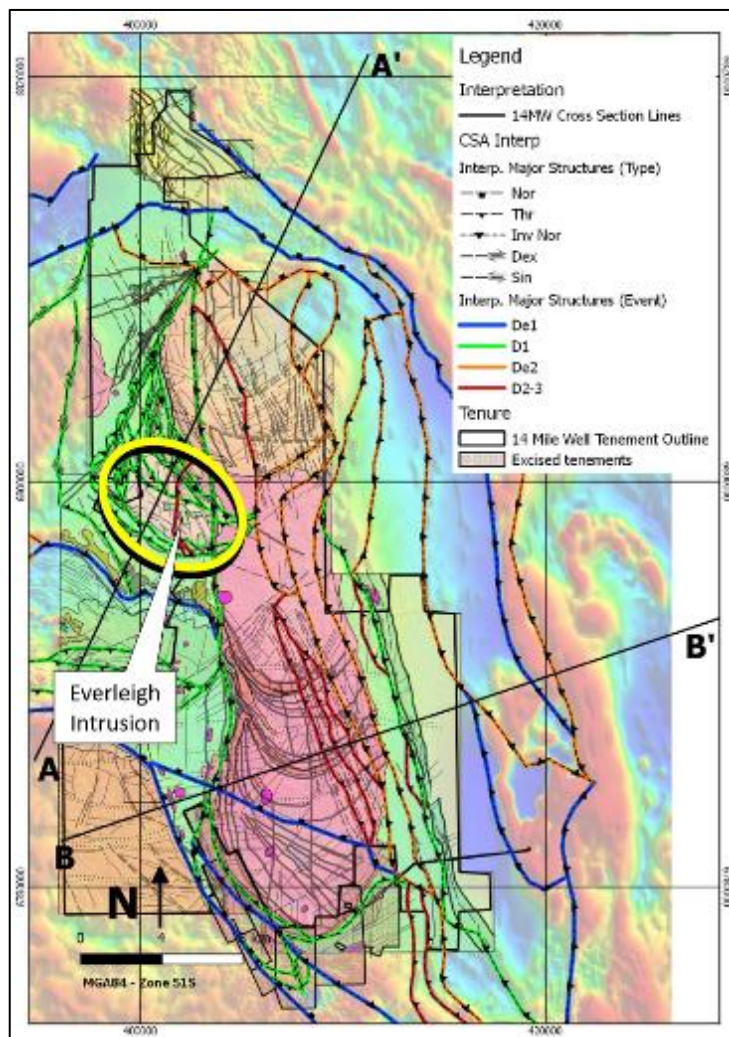 400000
420000
A'
Legend
Interpretation
14MW Cross Section Lines
CSA Interp
Interp. Major Structures (Type)
Nor
Thr
Inv Nor
Dex
Sin
Interp. Major Structures (Event)
De1
D1
De2
D2-3
Tenure
14 Mile Well Tenement Outline
Excised tenements
B'
Everleigh
Intrusion
A
B
N
0
4
MGA84 - Zone 51S
400000
420000